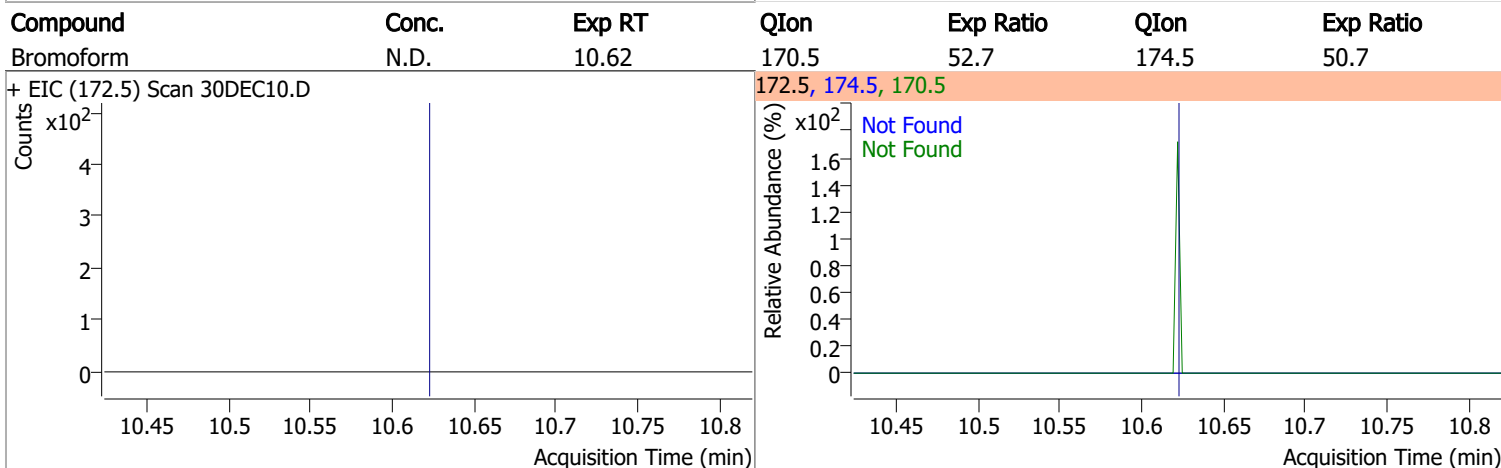 Compound Conc. Exp RT QIon Exp Ratio QIon Exp Ratio
Bromoform N.D. 10.62 170.5 52.7 174.5 50.7
+ EIC (172.5) Scan 30DEC10.D
Counts
x10²
4
3
2
1
0
10.45 10.5 10.55 10.6 10.65 10.7 10.75 10.8
Acquisition Time (min)
172.5, 174.5, 170.5
Relative Abundance (%)
x10²
Not Found
Not Found
1.6
1.4
1.2
1
0.8
0.6
0.4
0.2
0
10.45 10.5 10.55 10.6 10.65 10.7 10.75 10.8
Acquisition Time (min)